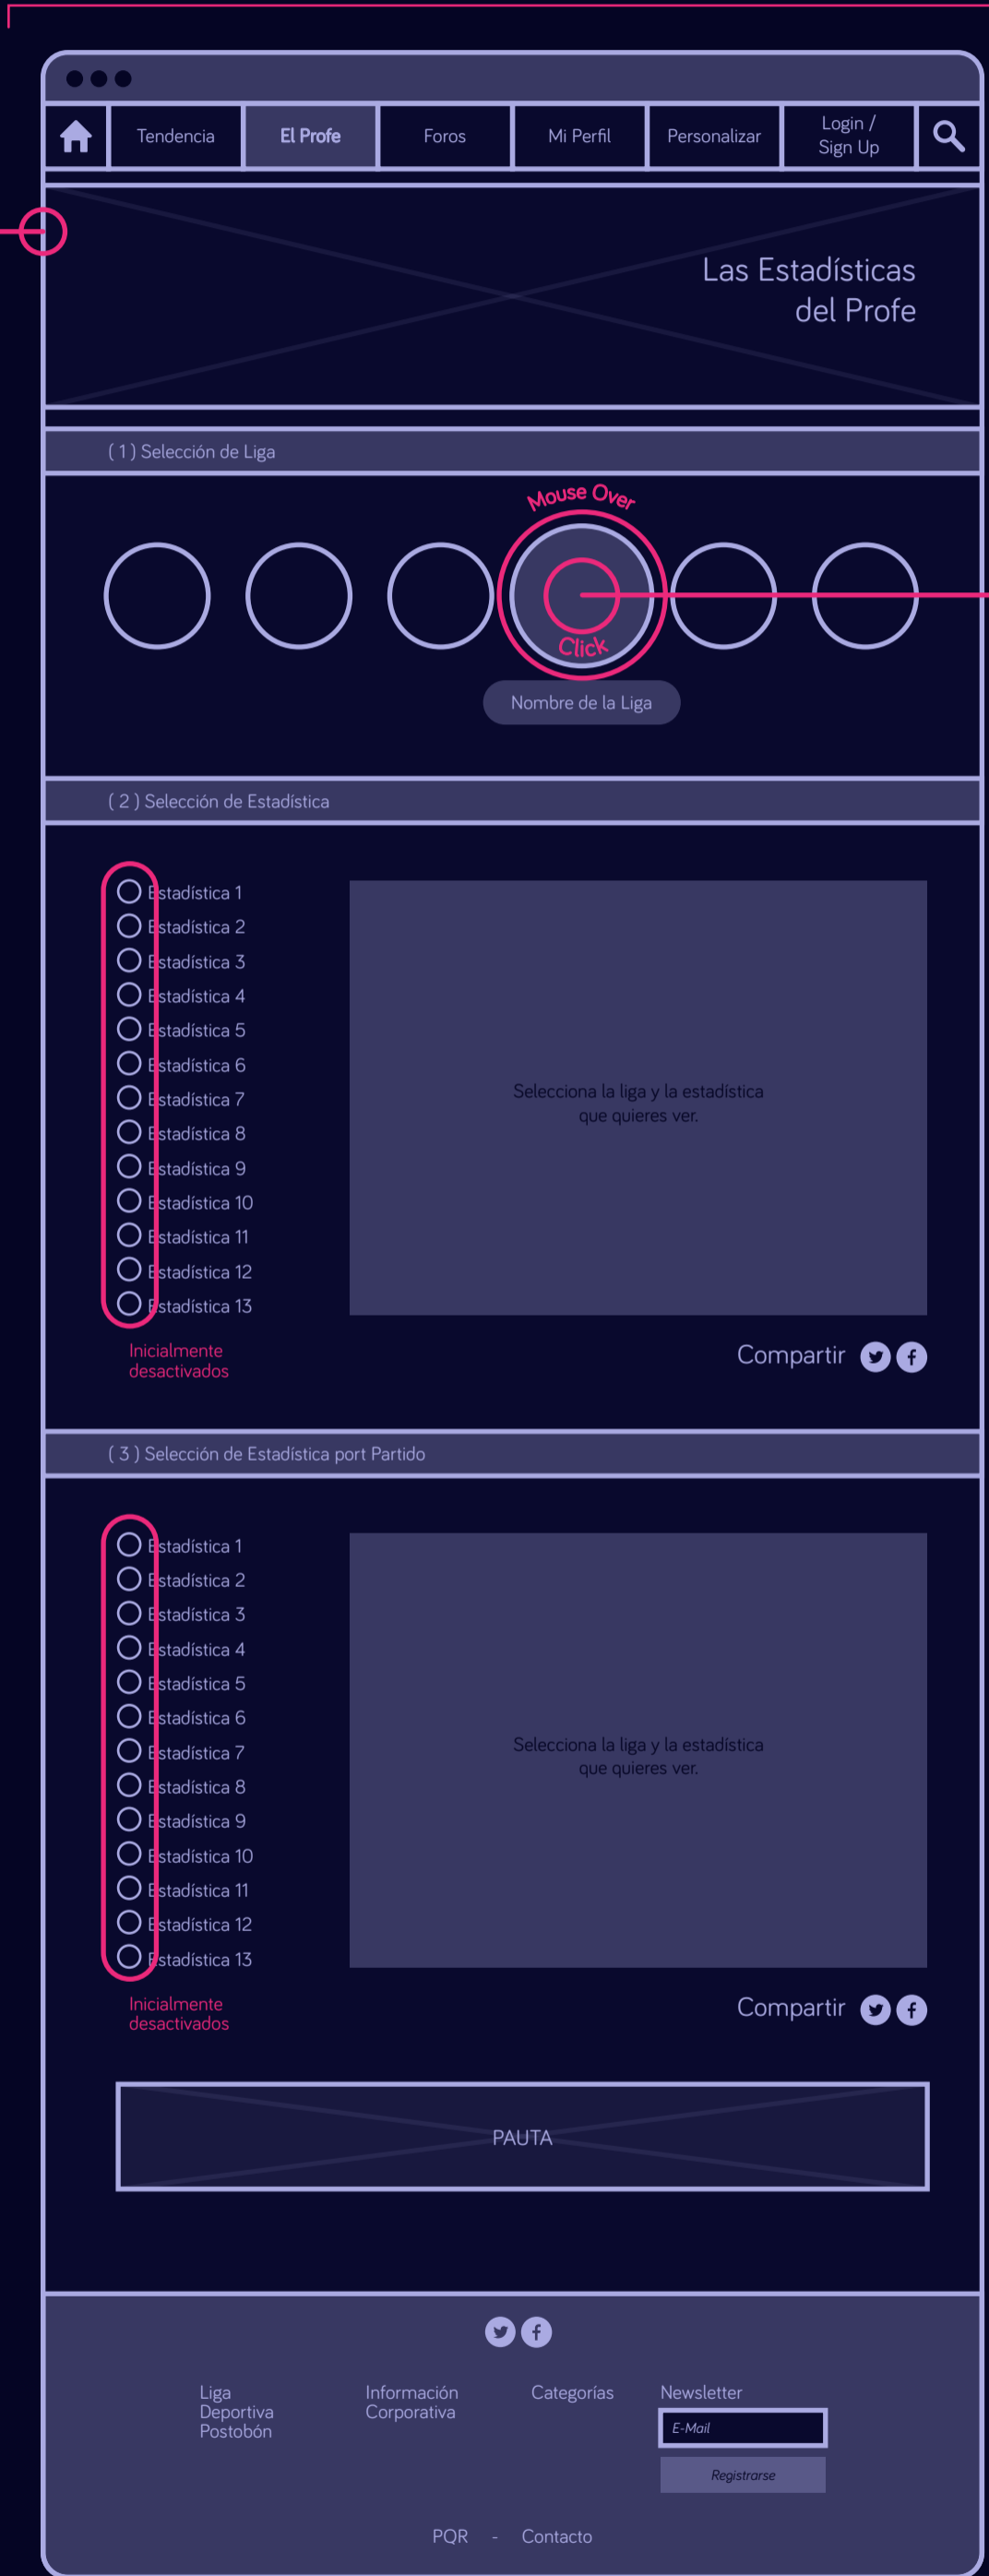 Tendencia
El Profe
Foros
Mi Perfil
Personalizar
Login /
Sign Up
Las Estadísticas
del Profe
( 1 ) Selección de Liga
Mouse Over
Click
Nombre de la Liga
( 2 ) Selección de Estadística
Estadística 1
Estadística 2
Estadística 3
Estadística 4
Estadística 5
Estadística 6
Estadística 7
Estadística 8
Estadística 9
Estadística 10
Estadística 11
Estadística 12
Estadística 13
Selecciona la liga y la estadística
que quieres ver.
Inicialmente
desactivados
Compartir
( 3 ) Selección de Estadística port Partido
Estadística 1
Estadística 2
Estadística 3
Estadística 4
Estadística 5
Estadística 6
Estadística 7
Estadística 8
Estadística 9
Estadística 10
Estadística 11
Estadística 12
Estadística 13
Selecciona la liga y la estadística
que quieres ver.
Inicialmente
desactivados
Compartir
PAUTA
Liga
Deportiva
Postobón
Información
Corporativa
Categorías
Newsletter
E-Mail
Registrarse
PQR - Contacto